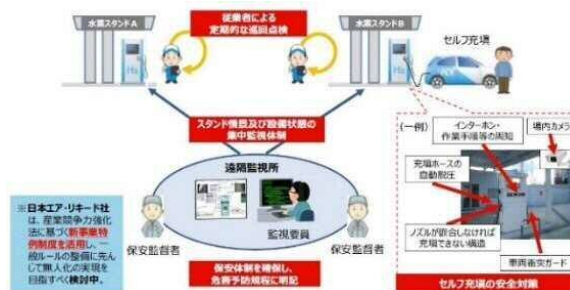 従業者による
定期的な巡回点検
水素スタンドA
水素スタンドB
セルフ充填
H₂
H₂
スタンド情景及び設備状態の
集中監視体制
遠隔監視所
監視要員
保安監督者
保安監督者
保安体制を確保し、
危害予防規程に明記
※日本エア・リキード社
は、産業競争力強化
法に基づく新事業特
例制度を活用し、一
般ルールの整備に先ん
じて無人化の実現を
目指すべく検討中。
(一例)
インターホン・
作業手順等の周知
場内カメラ
充填ホースの
自動脱圧
ノズルが嵌合しなければ
充填できない構造
車両衝突ガード
セルフ充填の安全対策